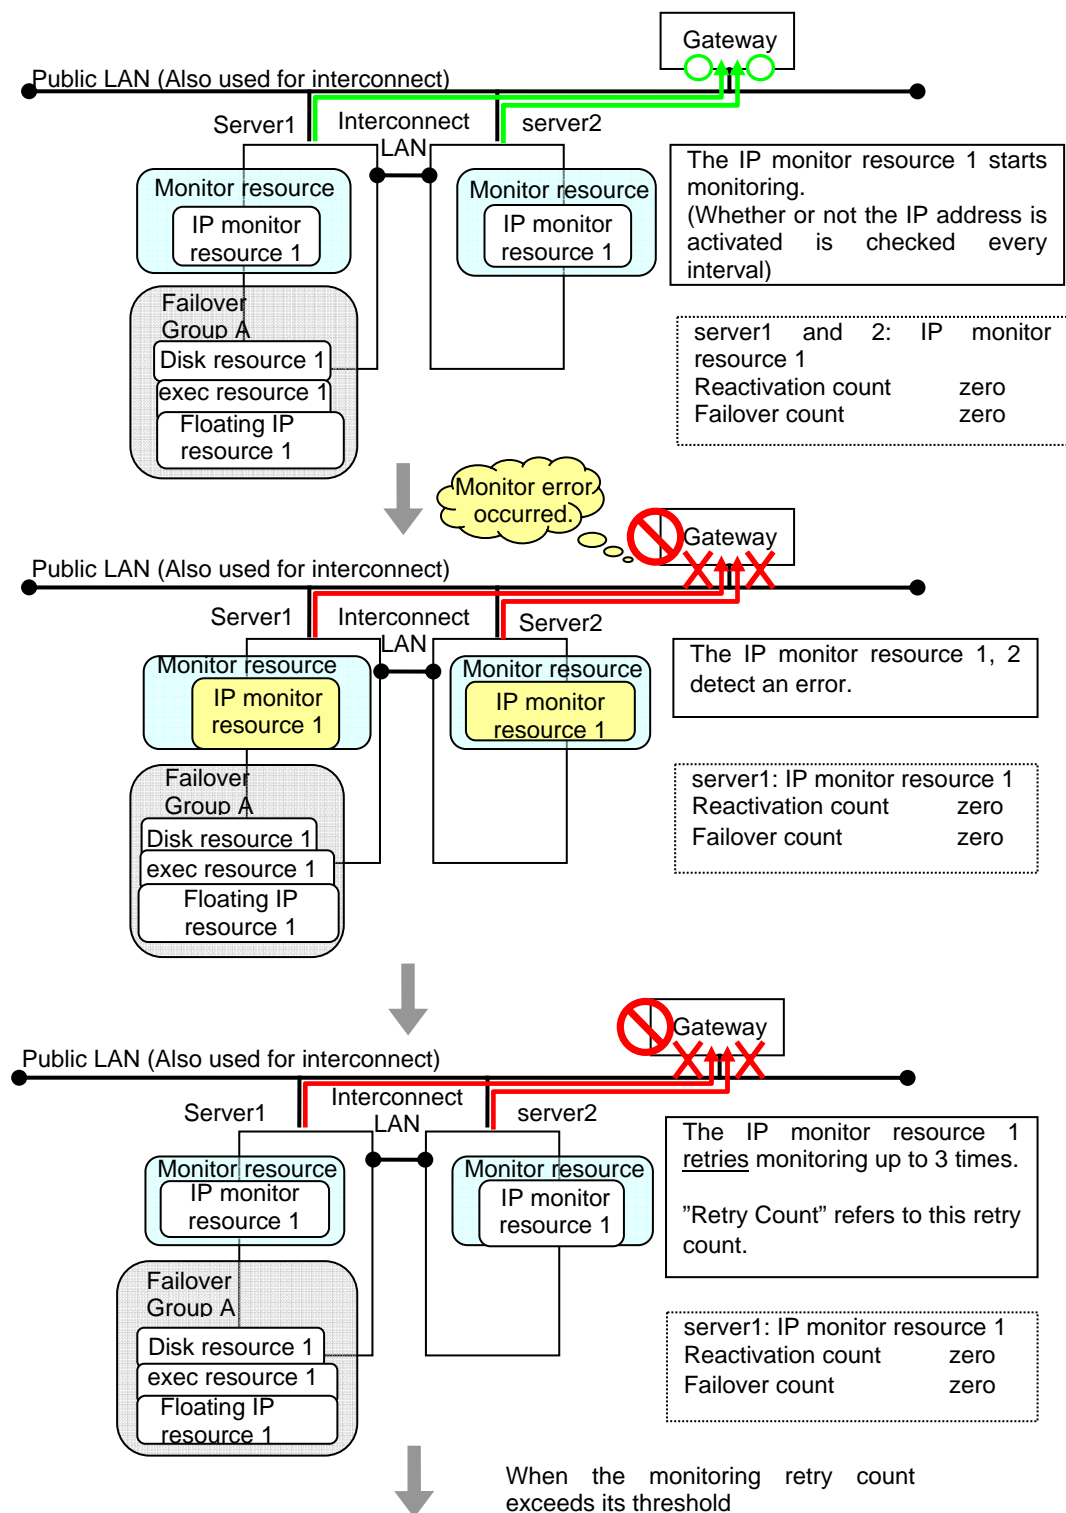 Gateway
Public LAN (Also used for interconnect)
Server1
Interconnect
LAN
server2
Monitor resource
IP monitor
resource 1
Monitor resource
IP monitor
resource 1
The IP monitor resource 1 starts
monitoring.
(Whether or not the IP address is
activated is checked every
interval)
Failover
Group A
Disk resource 1
exec resource 1
Floating IP
resource 1
server1 and 2: IP monitor
resource 1
Reactivation count zero
Failover count zero
Monitor error
occurred.
Gateway
Public LAN (Also used for interconnect)
Server1
Interconnect
LAN
Server2
Monitor resource
IP monitor
resource 1
Monitor resource
IP monitor
resource 1
The IP monitor resource 1, 2
detect an error.
Failover
Group A
Disk resource 1
exec resource 1
Floating IP
resource 1
server1: IP monitor resource 1
Reactivation count zero
Failover count zero
Gateway
Public LAN (Also used for interconnect)
Server1
Interconnect
LAN
server2
Monitor resource
IP monitor
resource 1
Monitor resource
IP monitor
resource 1
The IP monitor resource 1
retries monitoring up to 3 times.
”Retry Count” refers to this retry
count.
Failover
Group A
Disk resource 1
exec resource 1
Floating IP
resource 1
server1: IP monitor resource 1
Reactivation count zero
Failover count zero
When the monitoring retry count
exceeds its threshold